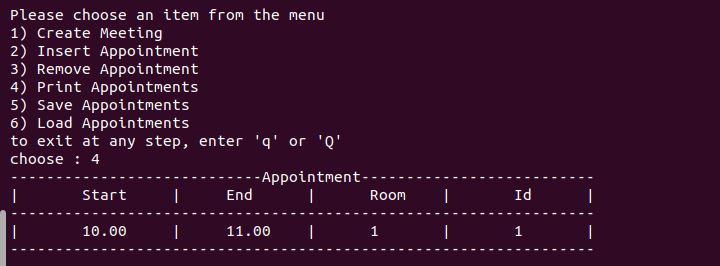 Please choose an item from the menu
1) Create Meeting
2) Insert Appointment
3) Remove Appointment
4) Print Appointments
5) Save Appointments
6) Load Appointments
to exit at any step, enter 'q' or 'Q'
choose : 4
----------------------------Appointment--------------------------
|       Start     |     End      |      Room    |       Id      |
-----------------------------------------------------------------
|       10.00     |     11.00    |      1       |       1       |
-----------------------------------------------------------------